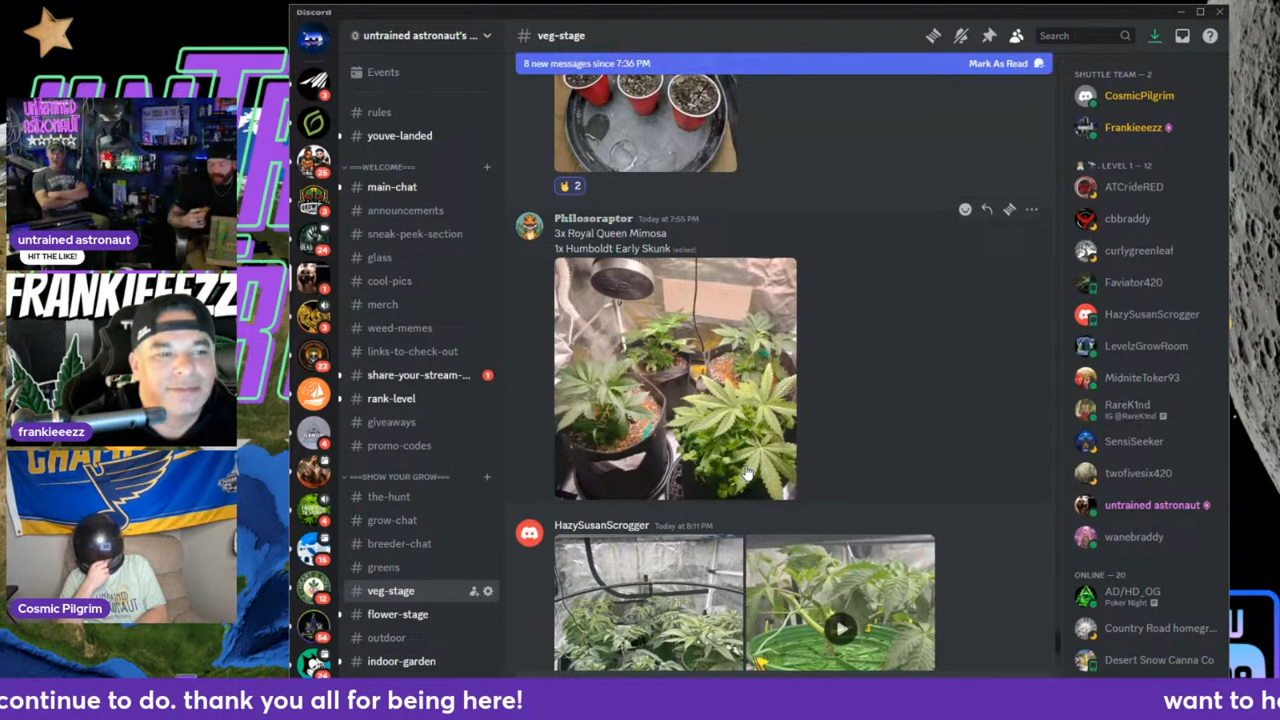 Discord
untrained astronaut's ...
Events
rules
youve-landed
===WELCOME===
main-chat
announcements
sneak-peek-section
glass
cool-pics
merch
weed-memes
links-to-check-out
share-your-stream-...
1
rank-level
giveaways
promo-codes
===SHOW YOUR GROW===
the-hunt
grow-chat
breeder-chat
greens
veg-stage
flower-stage
outdoor
indoor-garden
# veg-stage
Search
8 new messages since 7:36 PM
Mark As Read
2
Philosoraptor Today at 7:55 PM
3x Royal Queen Mimosa
1x Humboldt Early Skunk (edited)
HazySusanScrogger Today at 8:11 PM
SHUTTLE TEAM — 2
CosmicPilgrim
Frankieeezz
LEVEL 1 — 12
ATCrideRED
cbbraddy
curlygreenleaf
Faviator420
HazySusanScrogger
LevelzGrowRoom
MidniteToker93
RareK1nd
IG @RareK1nd
SensiSeeker
twofivesix420
untrained astronaut
wanebraddy
ONLINE — 20
AD/HD_OG
Poker Night
Country Road homegr...
Desert Snow Canna Co
UNTRAINED
ASTRONAUT
untrained astronaut
HIT THE LIKE!
FRANKIEEEZZ
frankieeezz
Cosmic Pilgrim
continue to do. thank you all for being here!
want to h